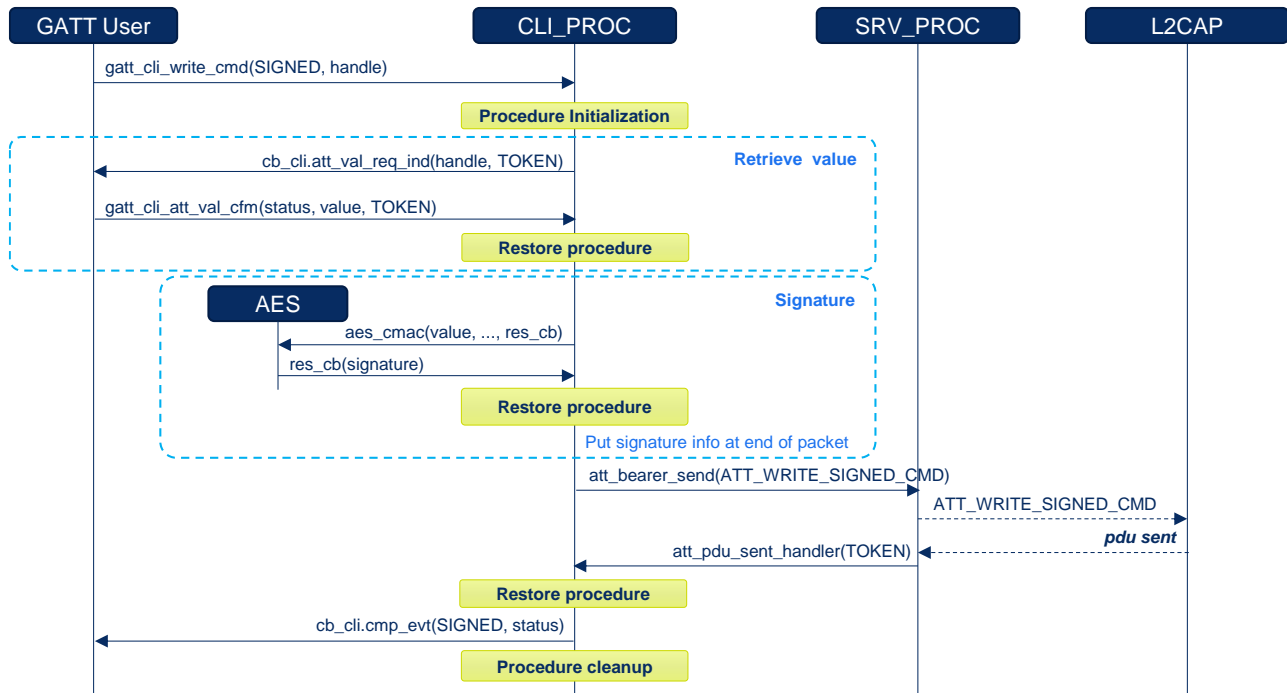 GATT User
CLI_PROC
SRV_PROC
L2CAP
gatt_cli_write_cmd(SIGNED, handle)
Procedure Initialization
Retrieve value
cb_cli.att_val_req_ind(handle, TOKEN)
gatt_cli_att_val_cfm(status, value, TOKEN)
Restore procedure
Signature
AES
aes_cmac(value, ..., res_cb)
res_cb(signature)
Restore procedure
Put signature info at end of packet
att_bearer_send(ATT_WRITE_SIGNED_CMD)
ATT_WRITE_SIGNED_CMD
pdu sent
att_pdu_sent_handler(TOKEN)
Restore procedure
cb_cli.cmp_evt(SIGNED, status)
Procedure cleanup